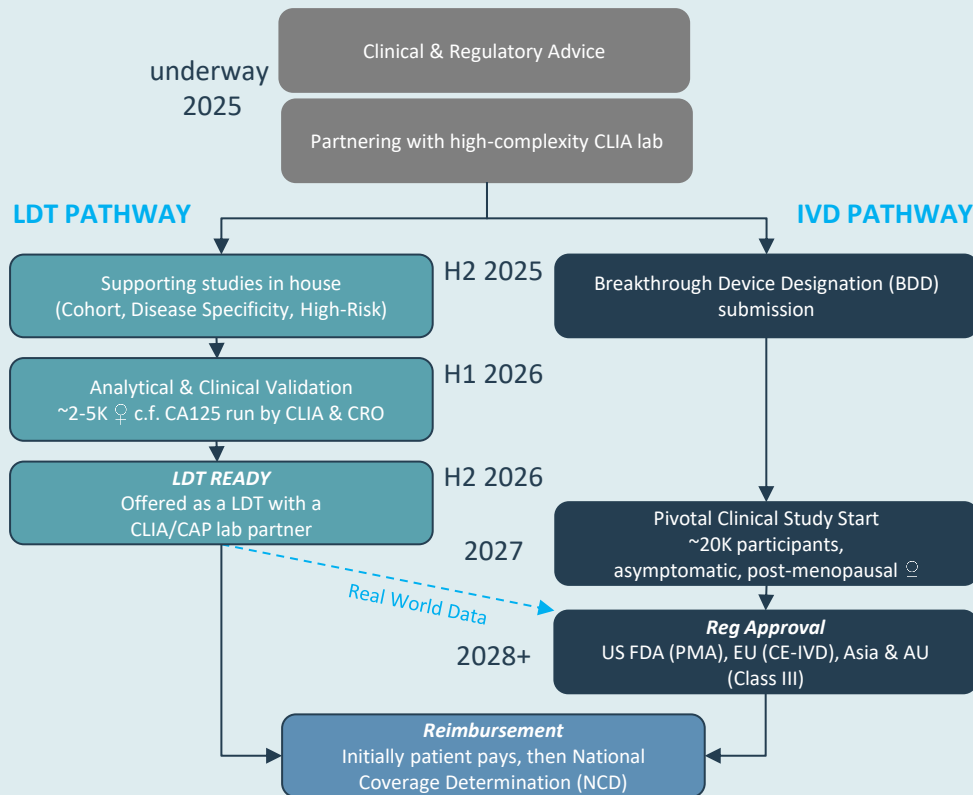 Clinical & Regulatory Advice
underway
2025
Partnering with high-complexity CLIA lab
LDT PATHWAY
IVD PATHWAY
H2 2025
Supporting studies in house
(Cohort, Disease Specificity, High-Risk)
Breakthrough Device Designation (BDD)
submission
H1 2026
Analytical & Clinical Validation
~2-5K ♀ c.f. CA125 run by CLIA & CRO
H2 2026
LDT READY
Offered as a LDT with a
CLIA/CAP lab partner
2027
Pivotal Clinical Study Start
~20K participants,
asymptomatic, post-menopausal ♀
Real World Data
2028+
Reg Approval
US FDA (PMA), EU (CE-IVD), Asia & AU
(Class III)
Reimbursement
Initially patient pays, then National
Coverage Determination (NCD)